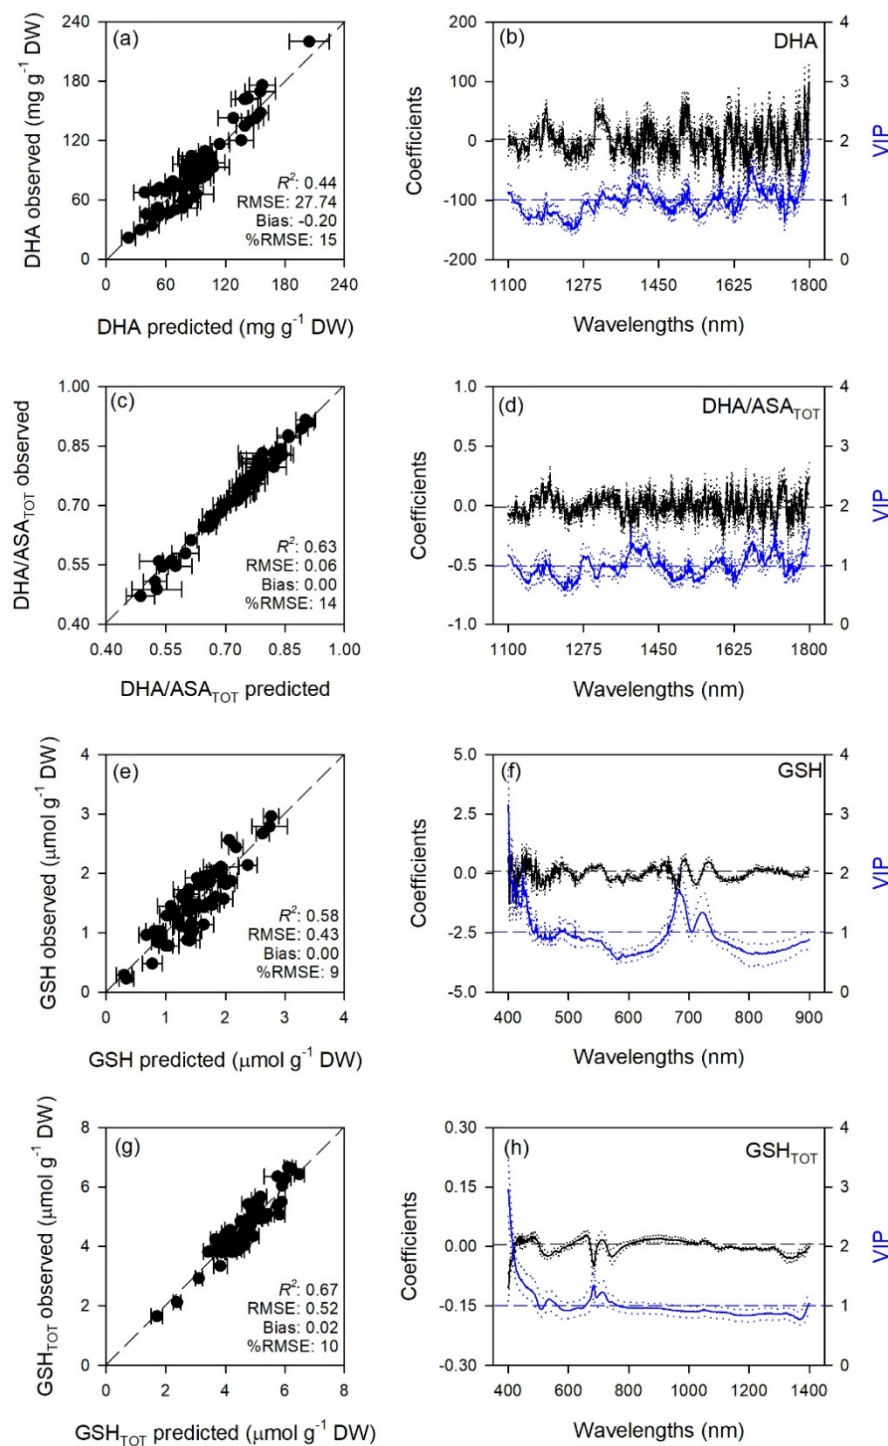 (a)
DHA observed (mg g⁻¹ DW)
240
180
120
60
0
R²: 0.44
RMSE: 27.74
Bias: -0.20
%RMSE: 15
0 60 120 180 240
DHA predicted (mg g⁻¹ DW)
(b)
DHA
Coefficients
200
100
0
-100
-200
VIP
4
3
2
1
0
1100 1275 1450 1625 1800
Wavelengths (nm)
(c)
DHA/ASA_TOT observed
1.00
0.85
0.70
0.55
0.40
R²: 0.63
RMSE: 0.06
Bias: 0.00
%RMSE: 14
0.40 0.55 0.70 0.85 1.00
DHA/ASA_TOT predicted
(d)
DHA/ASA_TOT
Coefficients
1.0
0.5
0.0
-0.5
-1.0
VIP
4
3
2
1
0
1100 1275 1450 1625 1800
Wavelengths (nm)
(e)
GSH observed (μmol g⁻¹ DW)
4
3
2
1
0
R²: 0.58
RMSE: 0.43
Bias: 0.00
%RMSE: 9
0 1 2 3 4
GSH predicted (μmol g⁻¹ DW)
(f)
GSH
Coefficients
5.0
2.5
0.0
-2.5
-5.0
VIP
4
3
2
1
0
400 500 600 700 800 900
Wavelengths (nm)
(g)
GSH_TOT observed (μmol g⁻¹ DW)
8
6
4
2
0
R²: 0.67
RMSE: 0.52
Bias: 0.02
%RMSE: 10
0 2 4 6 8
GSH_TOT predicted (μmol g⁻¹ DW)
(h)
GSH_TOT
Coefficients
0.30
0.15
0.00
-0.15
-0.30
VIP
4
3
2
1
0
400 600 800 1000 1200 1400
Wavelengths (nm)